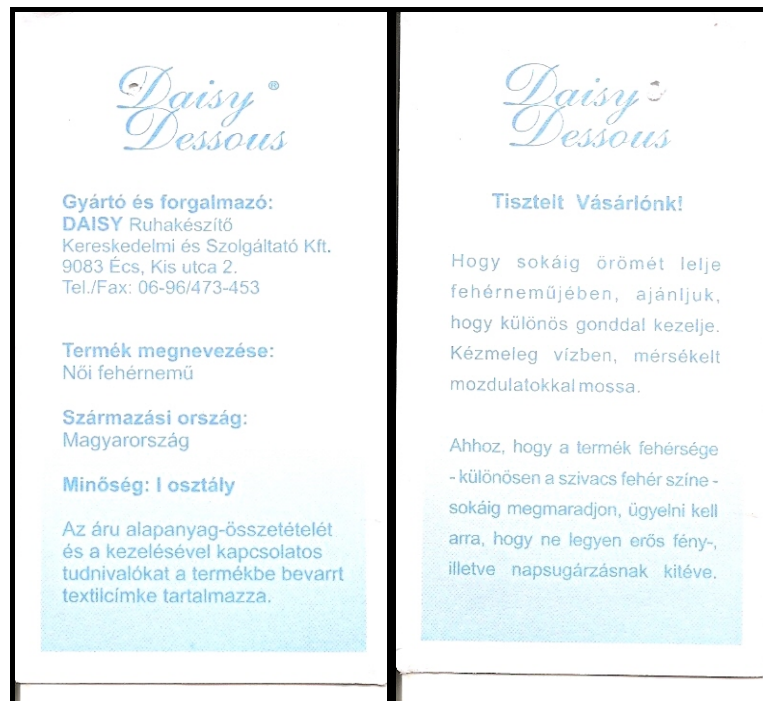 Daisy ®
Dessous
Gyártó és forgalmazó:
DAISY Ruhakészítő
Kereskedelmi és Szolgáltató Kft.
9083 Écs, Kis utca 2.
Tel./Fax: 06-96/473-453
Termék megnevezése:
Női fehérnemű
Származási ország:
Magyarország
Minőség: I osztály
Az áru alapanyag-összetételét
és a kezelésével kapcsolatos
tudnivalókat a termékbe bevarrt
textilcímke tartalmazza.
Daisy
Dessous
Tisztelt Vásárlónk!
Hogy sokáig örömét lelje
fehérneműjében, ajánljuk,
hogy különös gonddal kezelje.
Kézmeleg vízben, mérsékelt
mozdulatokkal mossa.
Ahhoz, hogy a termék fehérsége
- különösen a szivacs fehér színe -
sokáig megmaradjon, ügyelni kell
arra, hogy ne legyen erős fény-,
illetve napsugárzásnak kitéve.